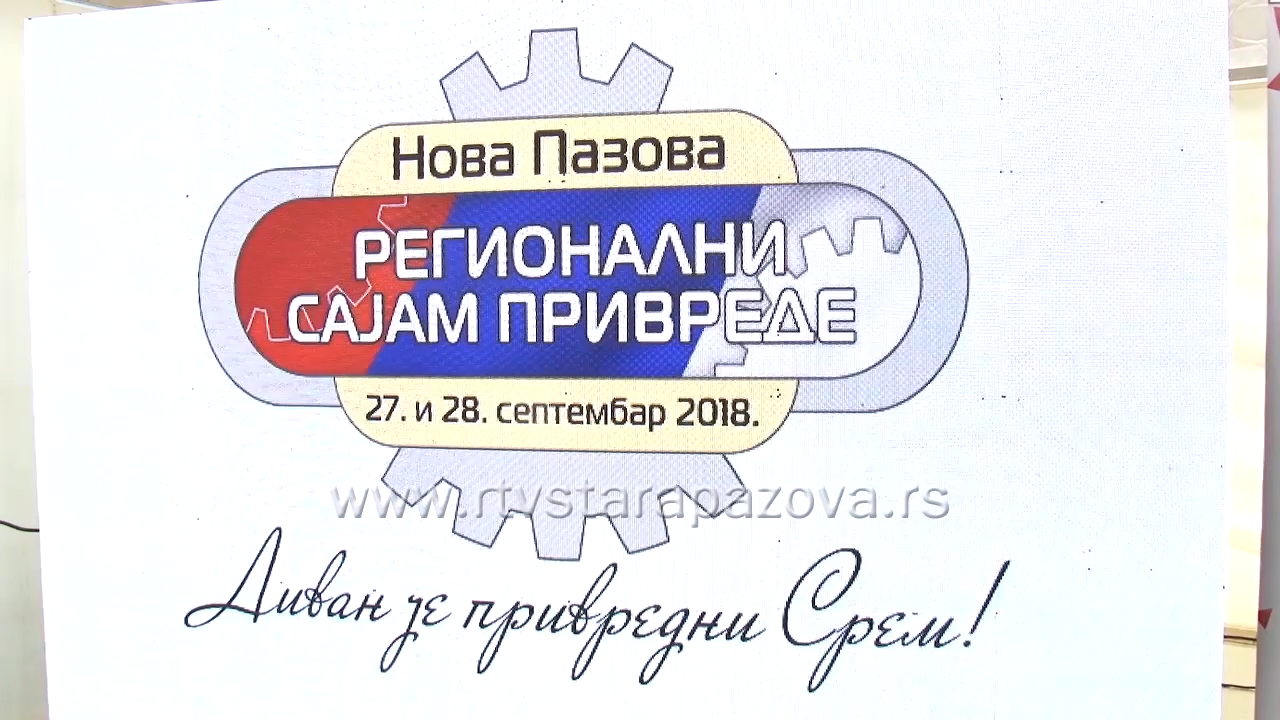 Нова Пазова
РЕГИОНАЛНИ
САЈАМ ПРИВРЕДЕ
27. и 28. септембар 2018.
www.rtvstarapazova.rs
Диван је привредни Срем!